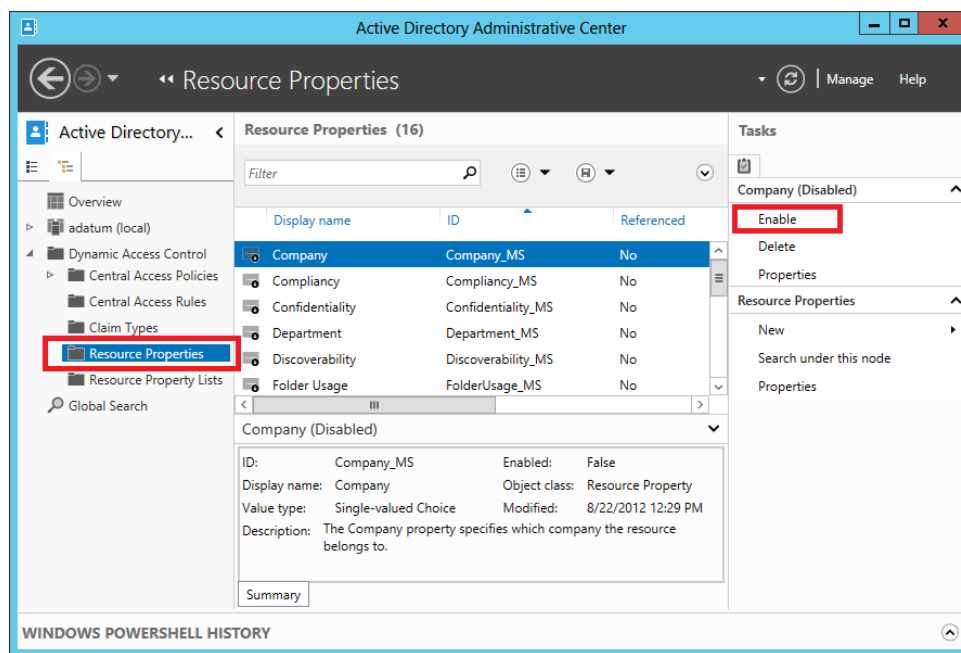 Active Directory Administrative Center
Resource Properties
Manage Help
Active Directory...
Overview
adatum (local)
Dynamic Access Control
Central Access Policies
Central Access Rules
Claim Types
Resource Properties
Resource Property Lists
Global Search
Resource Properties (16)
Filter
Display name ID Referenced
Company Company_MS No
Compliancy Compliancy_MS No
Confidentiality Confidentiality_MS No
Department Department_MS No
Discoverability Discoverability_MS No
Folder Usage FolderUsage_MS No
Company (Disabled)
ID: Company_MS Enabled: False
Display name: Company Object class: Resource Property
Value type: Single-valued Choice Modified: 8/22/2012 12:29 PM
Description: The Company property specifies which company the resource
belongs to.
Summary
Tasks
Company (Disabled)
Enable
Delete
Properties
Resource Properties
New
Search under this node
Properties
WINDOWS POWERSHELL HISTORY